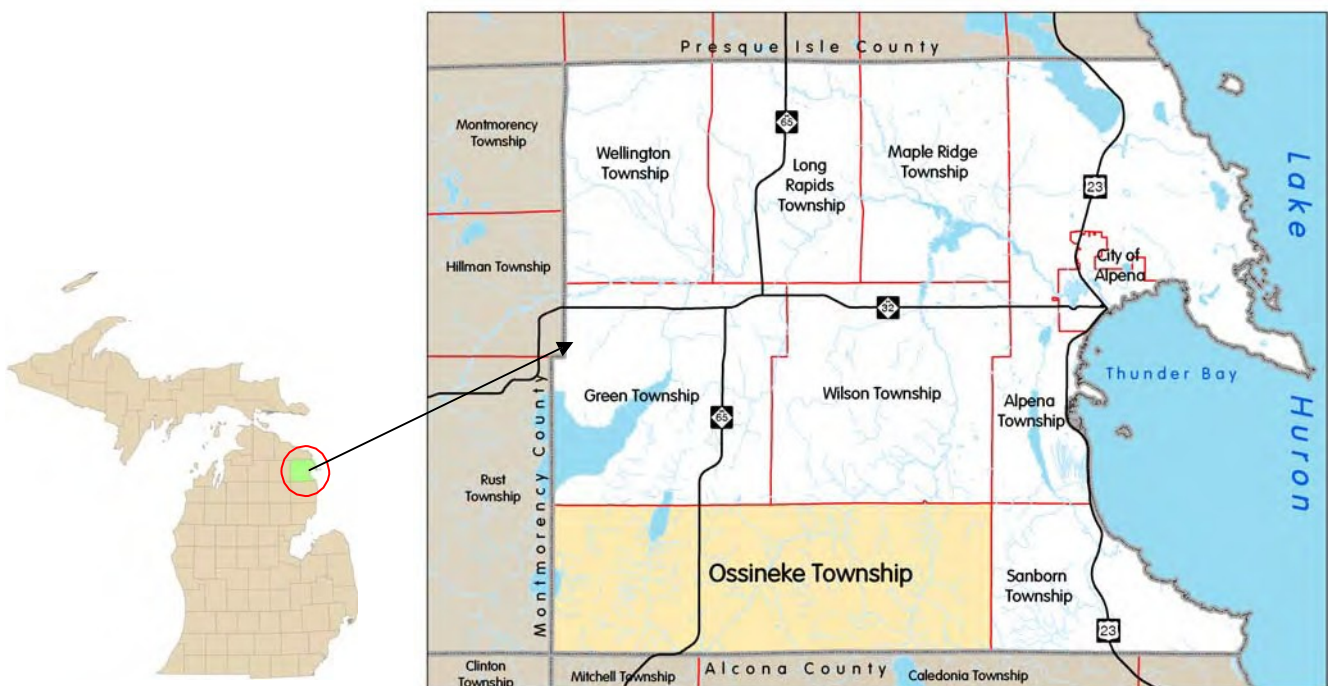 Presque Isle County
65
Montmorency
Township
Wellington
Township
Long
Rapids
Township
Maple Ridge
Township
23
Lake
Huron
Hillman Township
City of
Alpena
32
Thunder Bay
Green Township
65
Wilson Township
Alpena
Township
Montmorency County
Rust
Township
Ossineke Township
Sanborn
Township
23
Clinton
Township
Mitchell Township
Alcona County
Caledonia Township